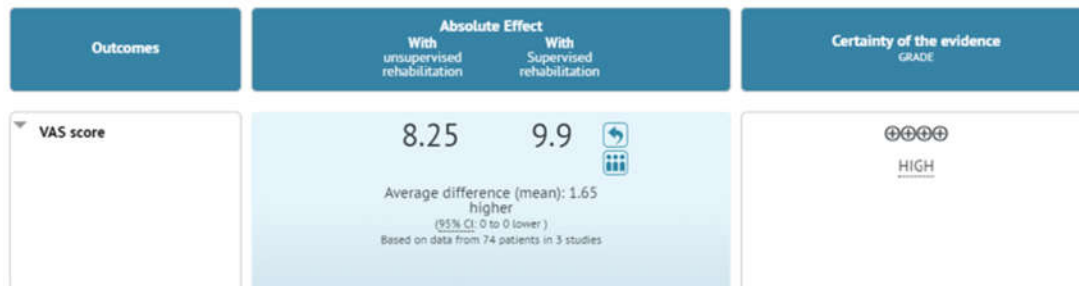 Outcomes
Absolute Effect
With
unsupervised
rehabilitation
With
Supervised
rehabilitation
Certainty of the evidence
GRADE
VAS score
8.25
9.9
Average difference (mean): 1.65
higher
(95% CI: 0 to 0 lower )
Based on data from 74 patients in 3 studies
HIGH